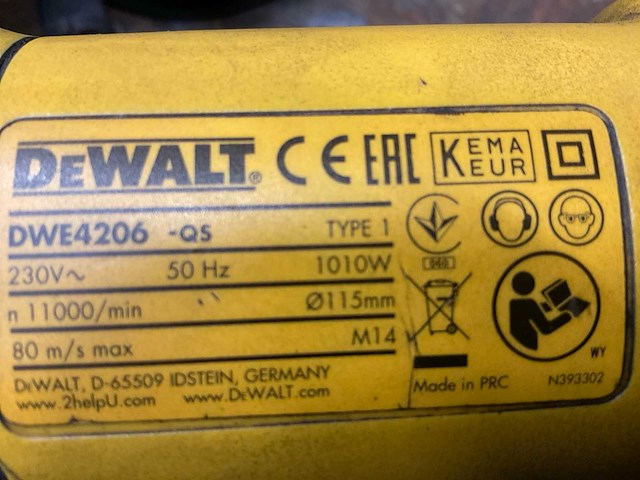 DEWALT® CE EAC KEMA EUR
DWE4206 -QS TYPE 1
230V~ 50 Hz 1010W
n 11000/min Ø115mm
80 m/s max M14
DEWALT, D-65509 IDSTEIN, GERMANY
www.2helpU.com www.DEWALT.com
Made in PRC
WY
N393302